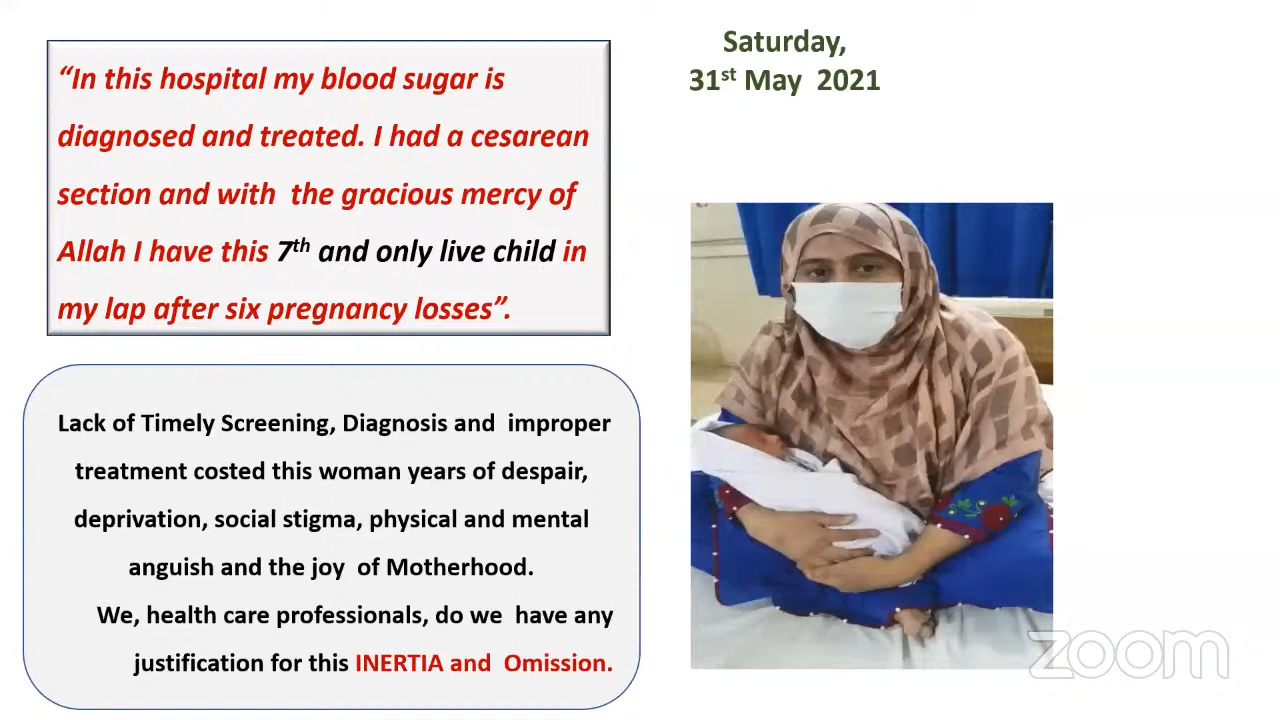 “In this hospital my blood sugar is
diagnosed and treated. I had a cesarean
section and with the gracious mercy of
Allah I have this 7th and only live child in
my lap after six pregnancy losses”.
Saturday,
31st May 2021
Lack of Timely Screening, Diagnosis and improper
treatment costed this woman years of despair,
deprivation, social stigma, physical and mental
anguish and the joy of Motherhood.
We, health care professionals, do we have any
justification for this INERTIA and Omission.
zoom